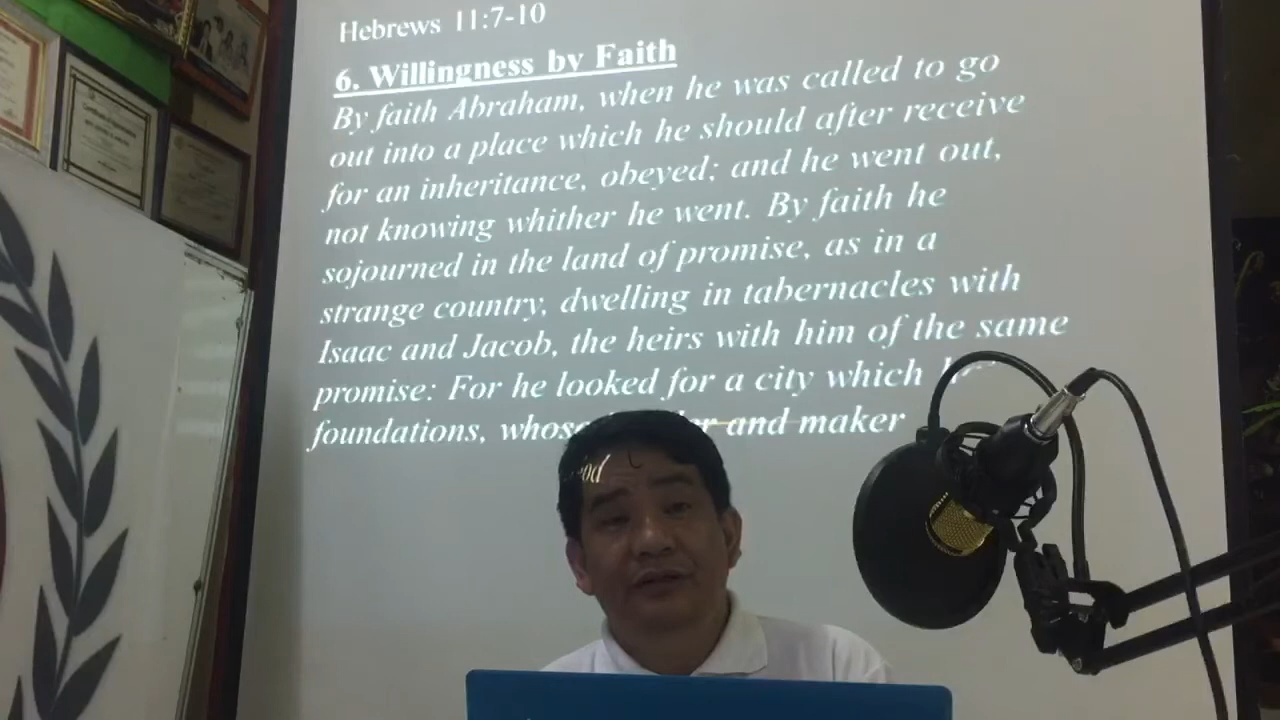 Hebrews 11:7-10
6. Willingness by Faith
By faith Abraham, when he was called to go
out into a place which he should after receive
for an inheritance, obeyed; and he went out,
not knowing whither he went. By faith he
sojourned in the land of promise, as in a
strange country, dwelling in tabernacles with
Isaac and Jacob, the heirs with him of the same
promise: For he looked for a city which
foundations, whose and maker